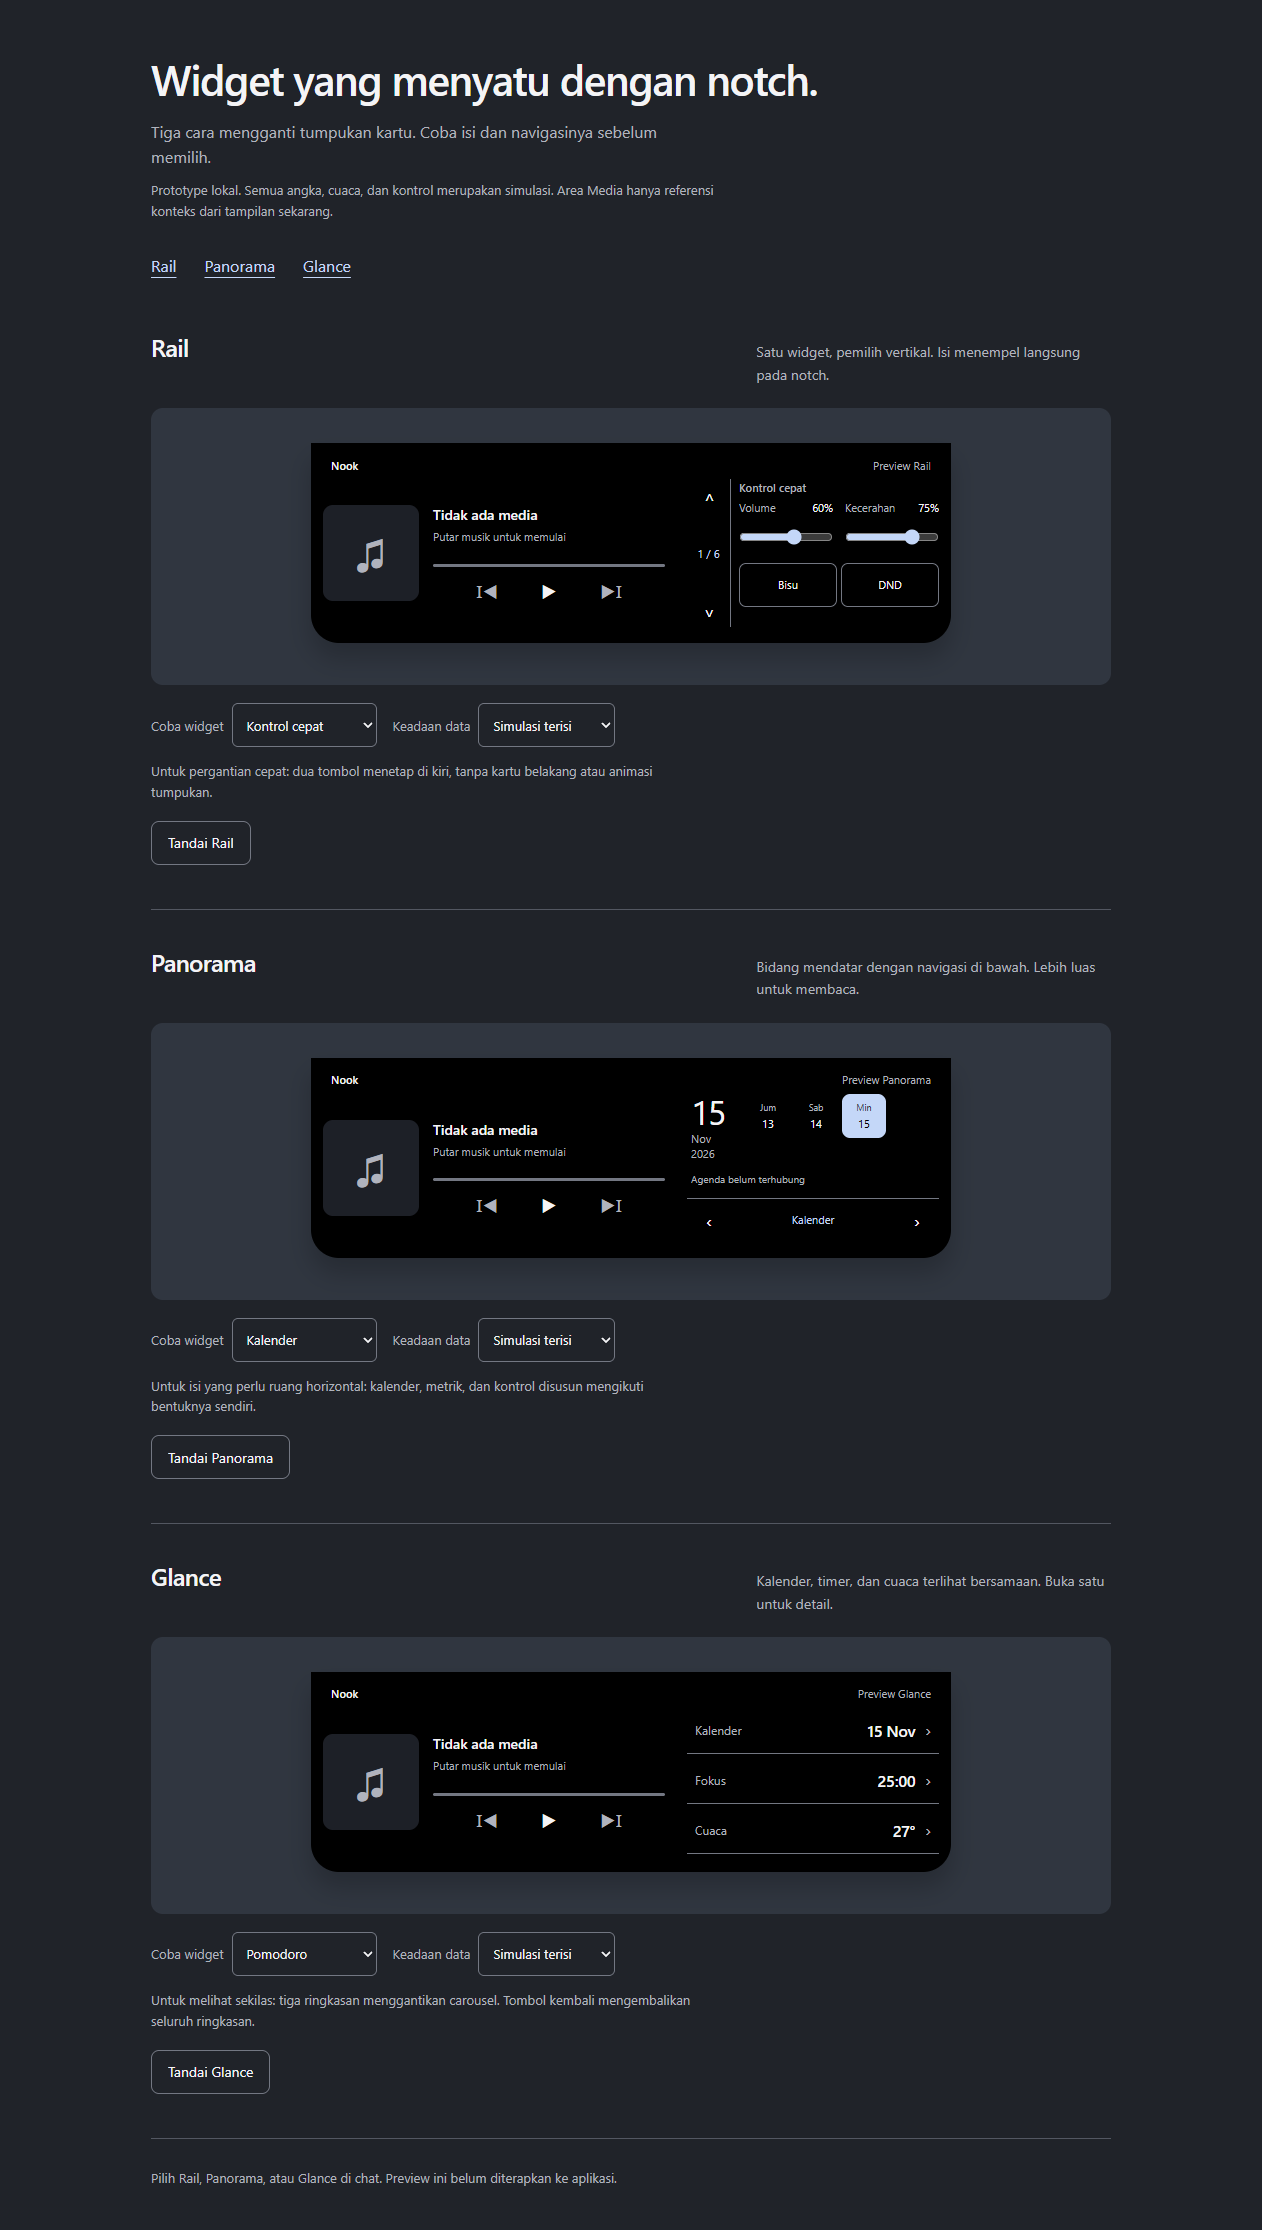 Widget yang menyatu dengan notch.
Tiga cara mengganti tumpukan kartu. Coba isi dan navigasinya sebelum
memilih.
Prototype lokal. Semua angka, cuaca, dan kontrol merupakan simulasi. Area Media hanya referensi
konteks dari tampilan sekarang.
Rail Panorama Glance
Rail
Satu widget, pemilih vertikal. Isi menempel langsung
pada notch.
Nook
Preview Rail
Tidak ada media
Putar musik untuk memulai
1 / 6
Kontrol cepat
Volume 60% Kecerahan 75%
Bisu DND
Coba widget Kontrol cepat Keadaan data Simulasi terisi
Untuk pergantian cepat: dua tombol menetap di kiri, tanpa kartu belakang atau animasi
tumpukan.
Tandai Rail
Panorama
Bidang mendatar dengan navigasi di bawah. Lebih luas
untuk membaca.
Nook
Preview Panorama
Tidak ada media
Putar musik untuk memulai
15
Nov
2026
Jum Sab Min
13 14 15
Agenda belum terhubung
‹ Kalender ›
Coba widget Kalender Keadaan data Simulasi terisi
Untuk isi yang perlu ruang horizontal: kalender, metrik, dan kontrol disusun mengikuti
bentuknya sendiri.
Tandai Panorama
Glance
Kalender, timer, dan cuaca terlihat bersamaan. Buka satu
untuk detail.
Nook
Preview Glance
Tidak ada media
Putar musik untuk memulai
Kalender 15 Nov ›
Fokus 25:00 ›
Cuaca 27° ›
Coba widget Pomodoro Keadaan data Simulasi terisi
Untuk melihat sekilas: tiga ringkasan menggantikan carousel. Tombol kembali mengembalikan
seluruh ringkasan.
Tandai Glance
Pilih Rail, Panorama, atau Glance di chat. Preview ini belum diterapkan ke aplikasi.